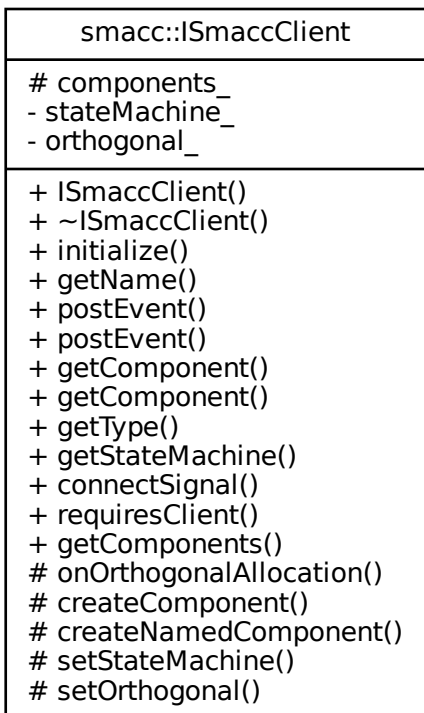 smacc::ISmaccClient
# components_
- stateMachine_
- orthogonal_
+ ISmaccClient()
+ ~ISmaccClient()
+ initialize()
+ getName()
+ postEvent()
+ postEvent()
+ getComponent()
+ getComponent()
+ getType()
+ getStateMachine()
+ connectSignal()
+ requiresClient()
+ getComponents()
# onOrthogonalAllocation()
# createComponent()
# createNamedComponent()
# setStateMachine()
# setOrthogonal()